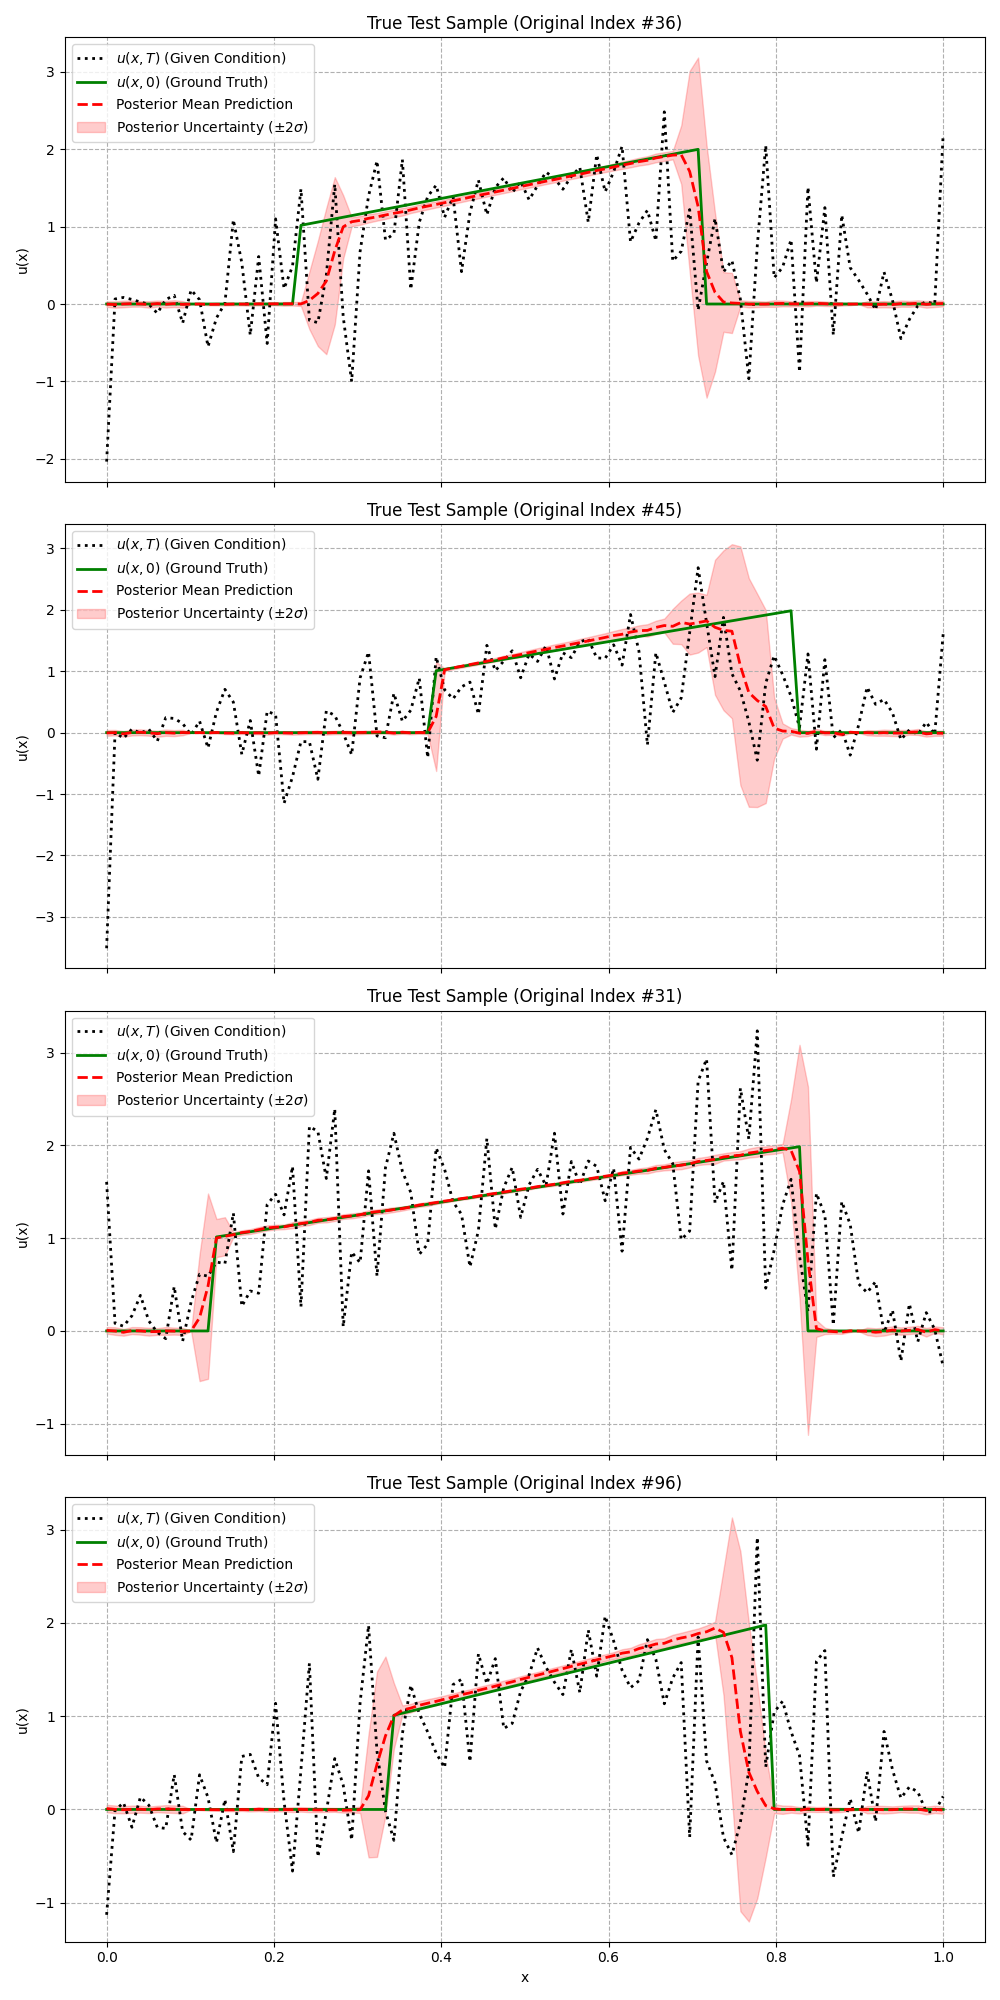 True Test Sample (Original Index #36)
u(x, T) (Given Condition)
u(x, 0) (Ground Truth)
Posterior Mean Prediction
Posterior Uncertainty (±2σ)
3
2
1
0
−1
−2
u(x)
True Test Sample (Original Index #45)
u(x, T) (Given Condition)
u(x, 0) (Ground Truth)
Posterior Mean Prediction
Posterior Uncertainty (±2σ)
3
2
1
0
−1
−2
−3
u(x)
True Test Sample (Original Index #31)
u(x, T) (Given Condition)
u(x, 0) (Ground Truth)
Posterior Mean Prediction
Posterior Uncertainty (±2σ)
3
2
1
0
−1
u(x)
True Test Sample (Original Index #96)
u(x, T) (Given Condition)
u(x, 0) (Ground Truth)
Posterior Mean Prediction
Posterior Uncertainty (±2σ)
3
2
1
0
−1
u(x)
0.0 0.2 0.4 0.6 0.8 1.0
x